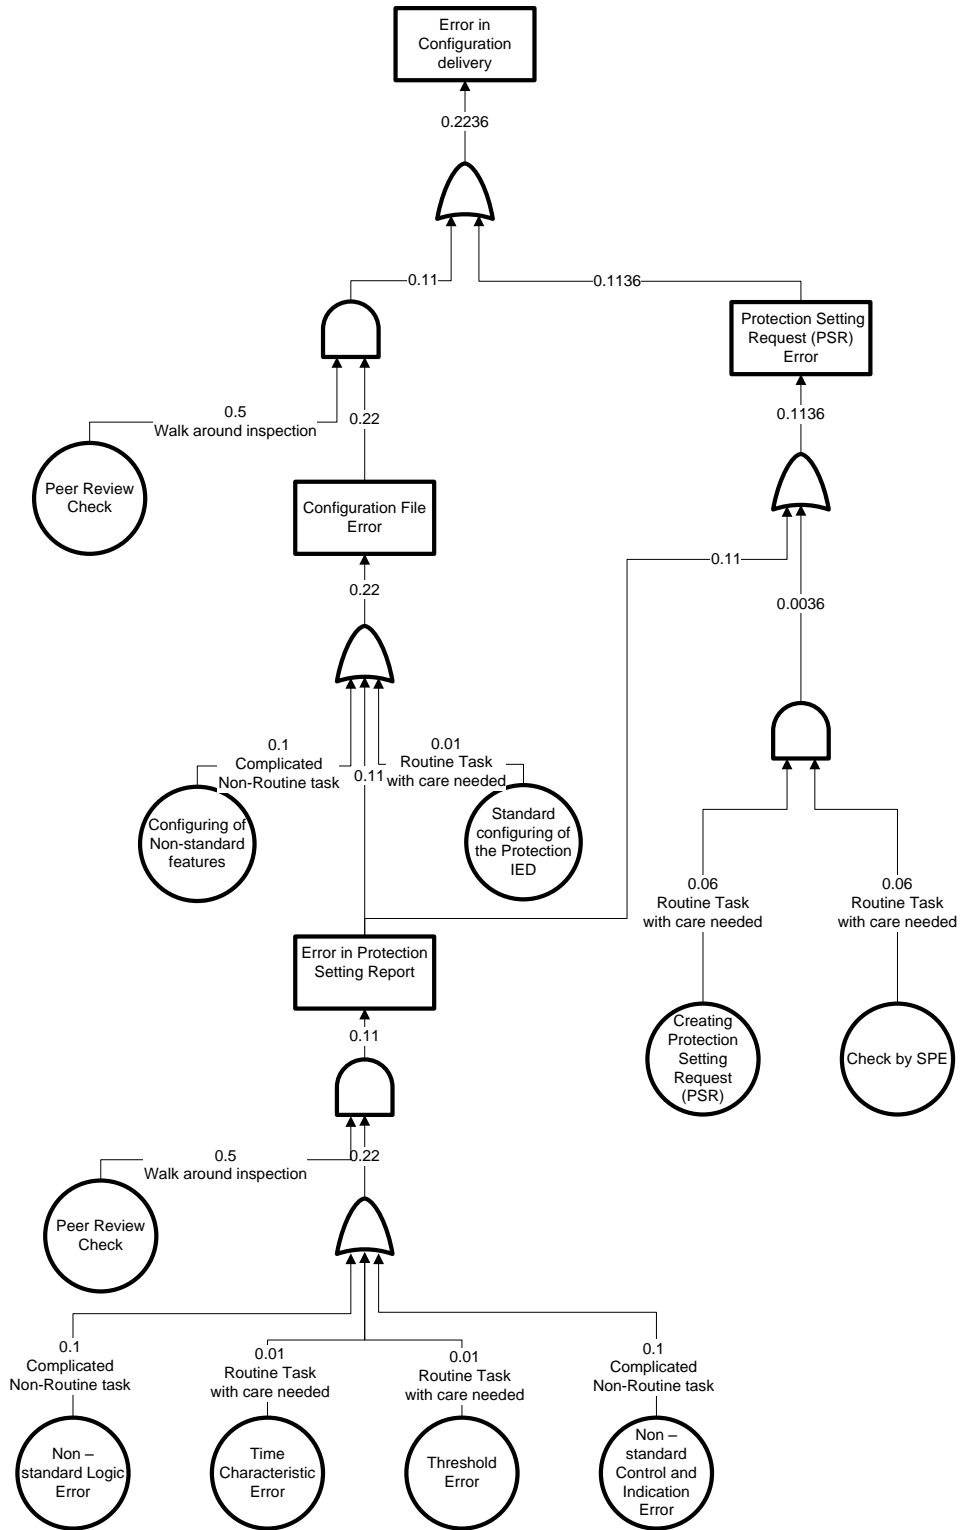 Error in
Configuration
delivery
0.2236
0.11
0.1136
Protection Setting
Request (PSR)
Error
0.5
Walk around inspection
0.22
0.1136
Peer Review
Check
Configuration File
Error
0.11
0.22
0.0036
0.1
Complicated
Non-Routine task
0.11
0.01
Routine Task
with care needed
Configuring of
Non-standard
features
Standard
configuring of
the Protection
IED
0.06
Routine Task
with care needed
0.06
Routine Task
with care needed
Error in Protection
Setting Report
Creating
Protection
Setting
Request
(PSR)
Check by SPE
0.11
0.5
Walk around inspection
0.22
Peer Review
Check
0.1
Complicated
Non-Routine task
0.01
Routine Task
with care needed
0.01
Routine Task
with care needed
0.1
Complicated
Non-Routine task
Non –
standard Logic
Error
Time
Characteristic
Error
Threshold
Error
Non –
standard
Control and
Indication
Error